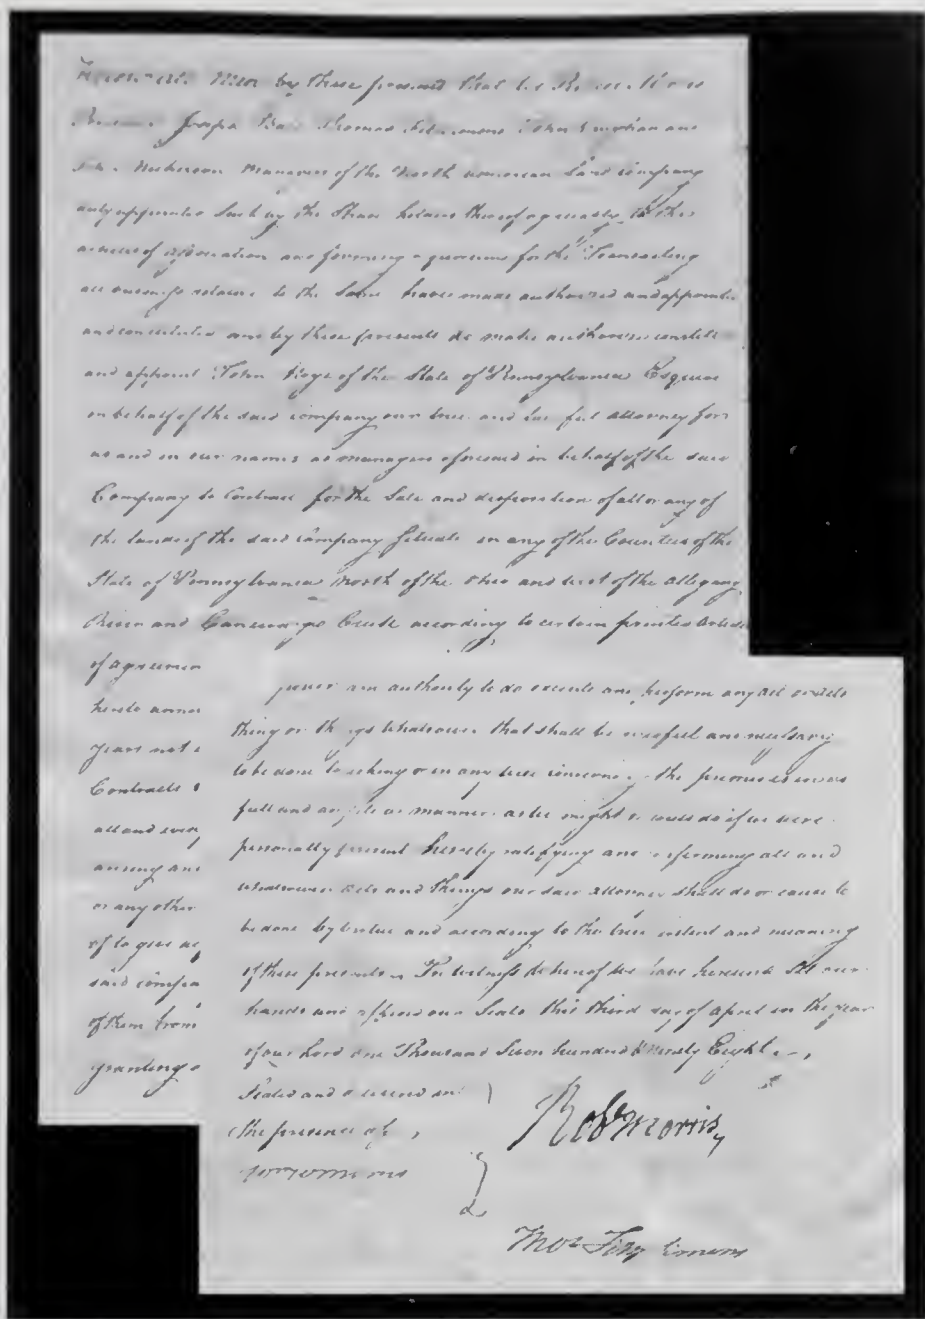 Know all Men by these presents that we Robert Morris
Joseph Ball Thomas Fitzsimons John Vaughan and
John Nicholson Managers of the North American Land Company
duly appointed such by the Share holders thereof agreeably to the
articles of association and forming a quorum for the Transacting
all business relative to the same have made authorized and appointed
and constituted and by these presents do make authorise constitute
and appoint John Hoge of the State of Pennsylvania Esquire
on behalf of the said company our true and lawful attorney for
us and in our names as managers aforesaid in behalf of the said
Company to Contract for the Sale and disposition of all or any of
the lands of the said company Situate in any of the Counties of the
State of Pennsylvania North of the Ohio and West of the Allegany
River and Conewango Creek according to certain printed Articles
of agreemen
hereto annex
years not
Contracts
all and every
arising and
or any other
of to give
said compa
of them from
granting
power and authority to do execute and perform any act or acts
thing or things whatsoever that shall be needful and necessary
to be done touching or in any wise concerning the premises in as
full and ample manner as we might or could do if we were
personally present hereby ratifying and confirming all and
whatsoever acts and things our said attorney shall do or cause to
be done by virtue and according to the true intent and meaning
of these presents In witness whereof we have hereunto Set our
hands and affixed our Seals this third day of April in the year
of our Lord one Thousand Seven hundred & Ninety Eight
Sealed and delivered in
the presence of
Robt Morris
Thos Fitzsimons